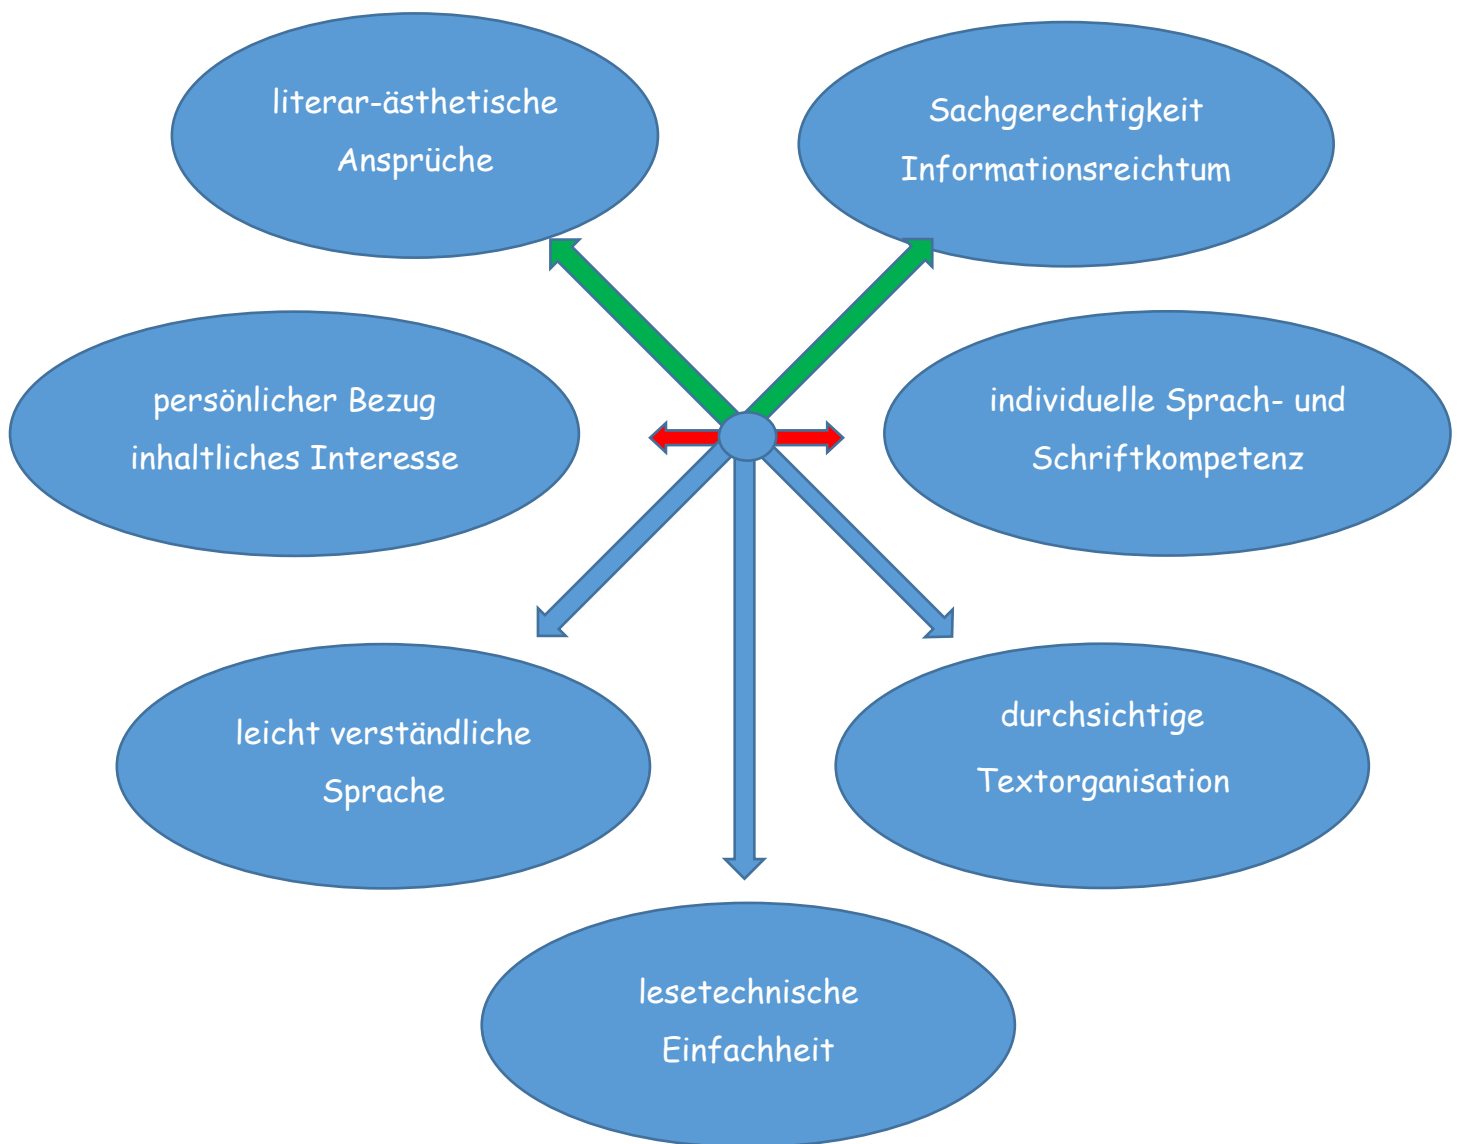 literar-ästhetische
Ansprüche
Sachgerechtigkeit
Informationsreichtum
persönlicher Bezug
inhaltliches Interesse
individuelle Sprach- und
Schriftkompetenz
leicht verständliche
Sprache
durchsichtige
Textorganisation
lesetechnische
Einfachheit